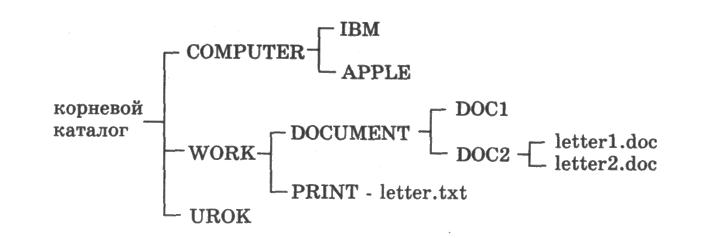 IBM
COMPUTER
APPLE
корневой
каталог
DOC1
DOCUMENT
WORK
DOC2
letter1.doc
letter2.doc
PRINT - letter.txt
UROK